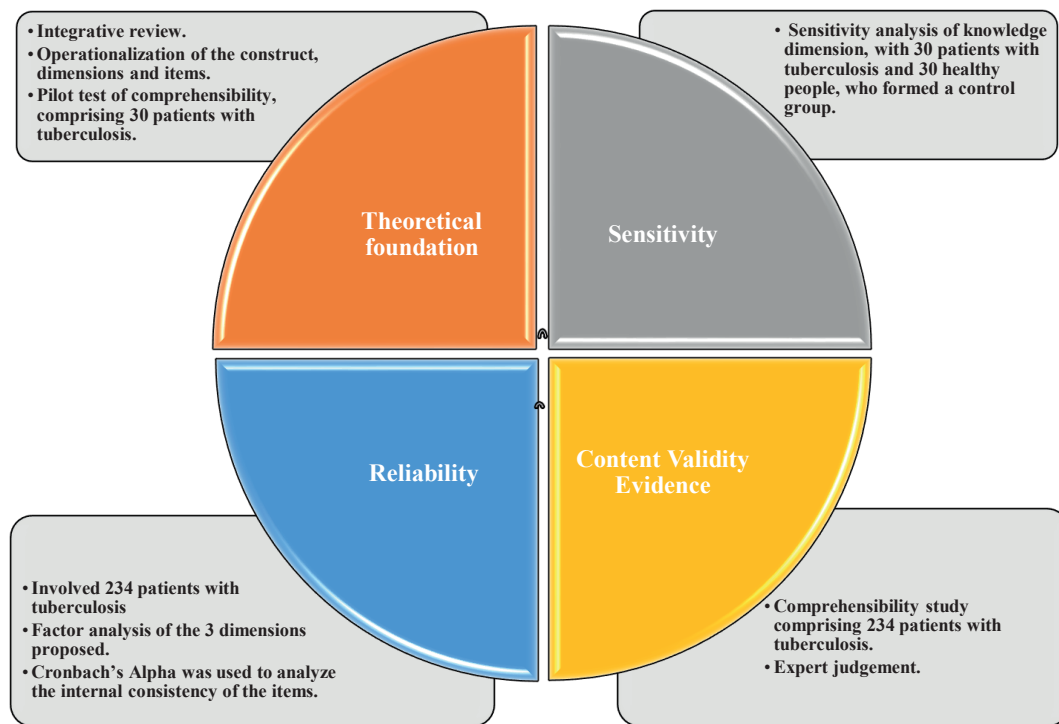 • Integrative review.
• Operationalization of the construct,
dimensions and items.
• Pilot test of comprehensibility,
comprising 30 patients with
tuberculosis.
• Sensitivity analysis of knowledge
dimension, with 30 patients with
tuberculosis and 30 healthy
people, who formed a control
group.
Theoretical
foundation
Sensitivity
Reliability
Content Validity
Evidence
• Involved 234 patients with
tuberculosis
• Factor analysis of the 3 dimensions
proposed.
• Cronbach’s Alpha was used to analyze
the internal consistency of the items.
• Comprehensibility study
comprising 234 patients with
tuberculosis.
• Expert judgement.